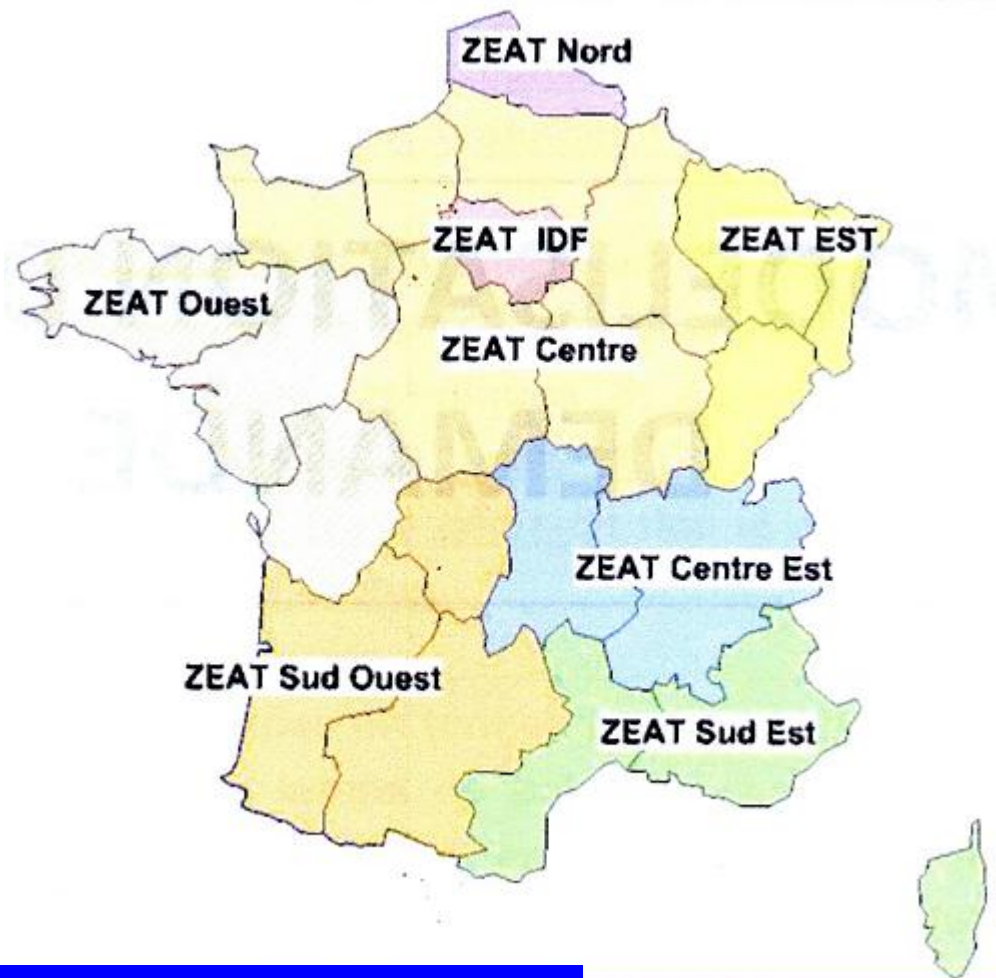 ZEAT Nord
ZEAT IDF
ZEAT EST
ZEAT Ouest
ZEAT Centre
ZEAT Centre Est
ZEAT Sud Ouest
ZEAT Sud Est